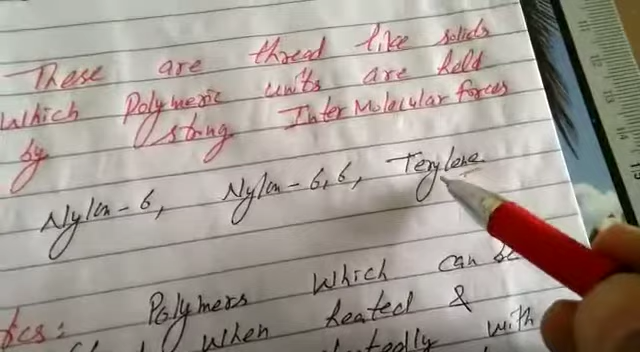 These are thread like solids
which Polymeric units are held
by strong Inter Molecular forces
Nylon-6, Nylon-6,6, Terylene
ics: Polymers which can be
when heated &
with